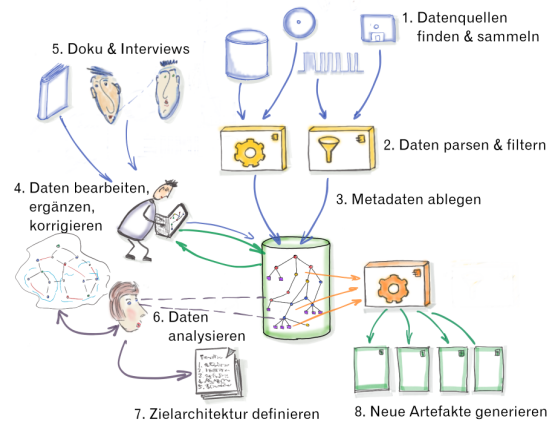 1. Datenquellen
finden & sammeln
5. Doku & Interviews
2. Daten parsen & filtern
4. Daten bearbeiten,
ergänzen,
korrigieren
3. Metadaten ablegen
6. Daten
analysieren
7. Zielarchitektur definieren
8. Neue Artefakte generieren